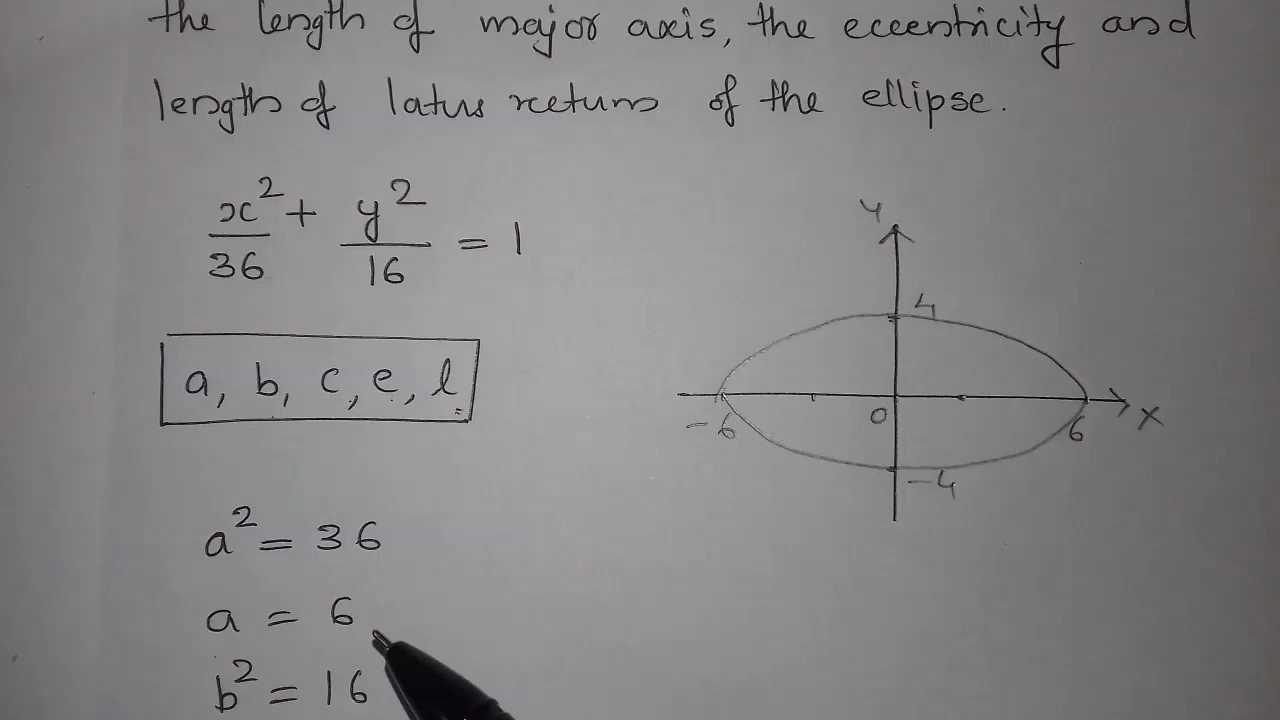 the length of major axis, the eccentricity and
length of latus rectum of the ellipse.
x²/36 + y²/16 = 1
a, b, c, e, l
Y
4
-6 0 6 X
-4
a² = 36
a = 6
b² = 16